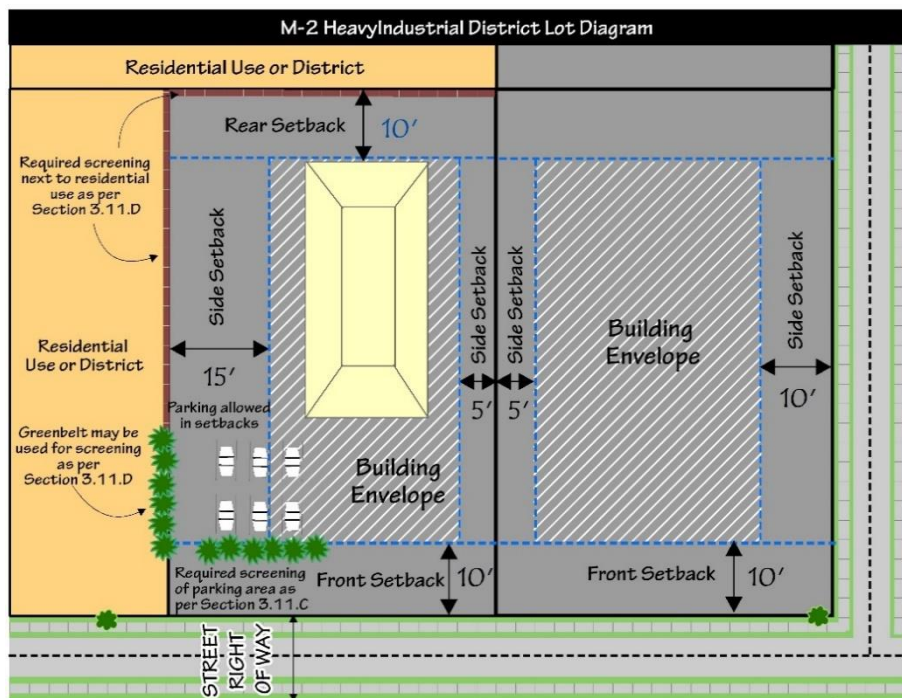 M-2 HeavyIndustrial District Lot Diagram
Residential Use or District
Rear Setback
10'
Required screening
next to residential
use as per
Section 3.11.D
Side Setback
15'
Residential
Use or District
Parking allowed
in setbacks
Greenbelt may be
used for screening
as per
Section 3.11.D
Building
Envelope
Side Setback
5'
Side Setback
5'
Building
Envelope
Side Setback
10'
Required screening
of parking area as
per Section 3.11.C
Front Setback
10'
Front Setback
10'
STREET
RIGHT
OF WAY